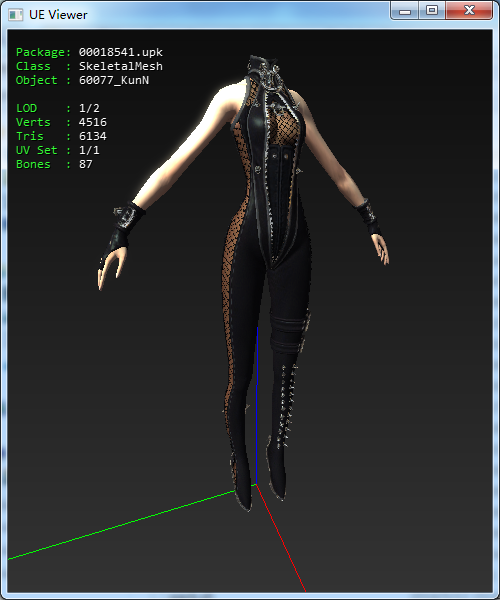 UE Viewer
Package: 00018541.upk
Class : SkeletalMesh
Object : 60077_KunN
LOD : 1/2
Verts : 4516
Tris : 6134
UV Set : 1/1
Bones : 87